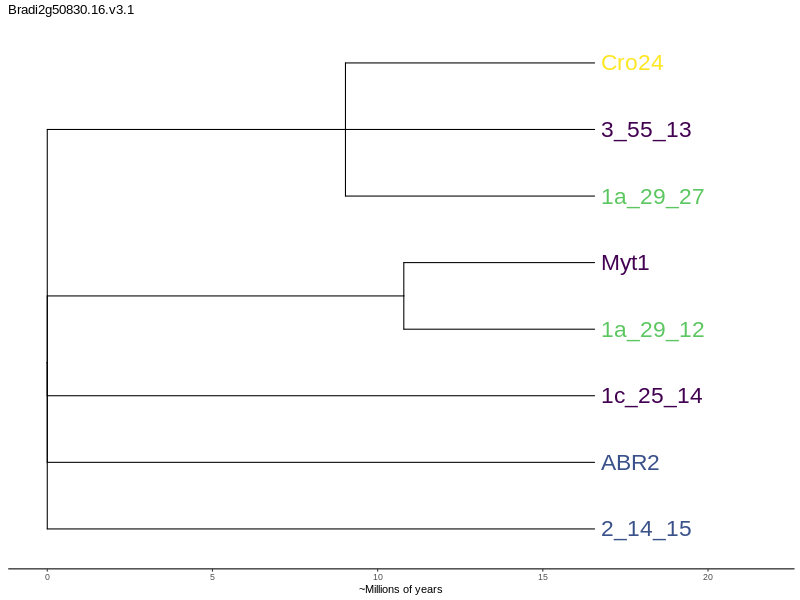 Bradi2g50830.16.v3.1
Cro24
3_55_13
1a_29_27
Myt1
1a_29_12
1c_25_14
ABR2
2_14_15
0 5 10 15 20
~Millions of years